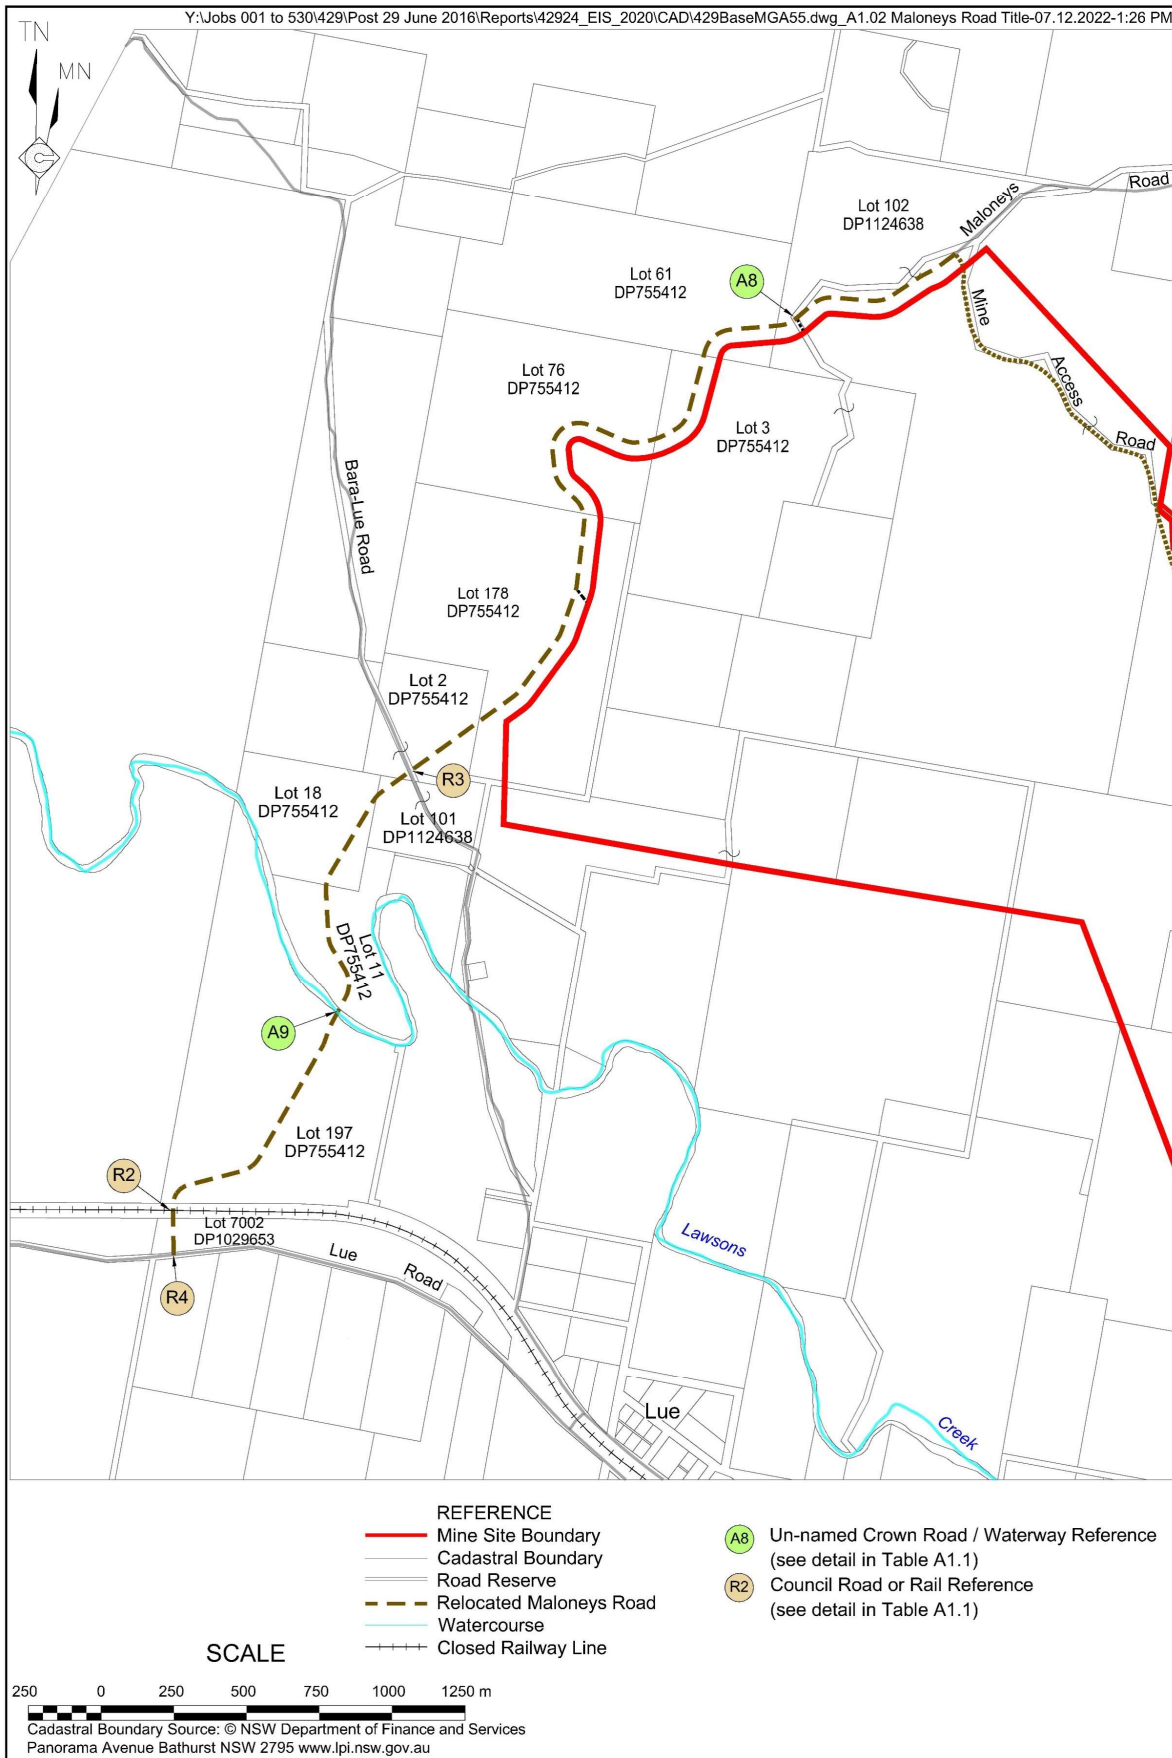 Y:\Jobs 001 to 530\429\Post 29 June 2016\Reports\42924_EIS_2020\CAD\429BaseMGA55.dwg_A1.02 Maloneys Road Title-07.12.2022-1:26 PM
TN
MN
Road
Maloneys
Lot 102
DP1124638
Lot 61
DP755412
A8
Mine
Access
Road
Lot 76
DP755412
Lot 3
DP755412
Bara-Lue Road
Lot 178
DP755412
Lot 2
DP755412
R3
Lot 18
DP755412
Lot 101
DP1124638
Lot 11
DP755412
A9
Lot 197
DP755412
R2
Lot 7002
DP1029653
Lue
Road
R4
Lawsons
Creek
Lue
REFERENCE
Mine Site Boundary
Cadastral Boundary
Road Reserve
Relocated Maloneys Road
Watercourse
Closed Railway Line
A8
Un-named Crown Road / Waterway Reference
(see detail in Table A1.1)
R2
Council Road or Rail Reference
(see detail in Table A1.1)
SCALE
250 0 250 500 750 1000 1250 m
Cadastral Boundary Source: © NSW Department of Finance and Services
Panorama Avenue Bathurst NSW 2795 www.lpi.nsw.gov.au